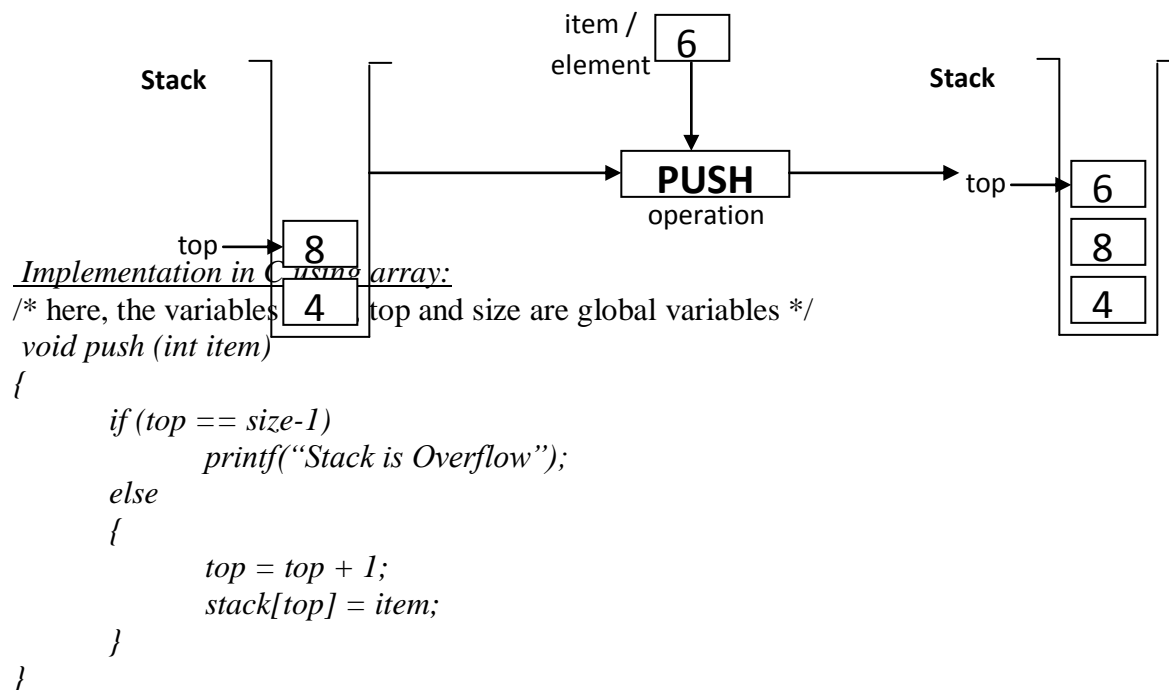 item /
element
6
Stack
Stack
PUSH
operation
top
6
8
4
top
8
4
Implementation in C using array:
/* here, the variables top and size are global variables */
void push (int item)
{
if (top == size-1)
printf(“Stack is Overflow”);
else
{
top = top + 1;
stack[top] = item;
}
}